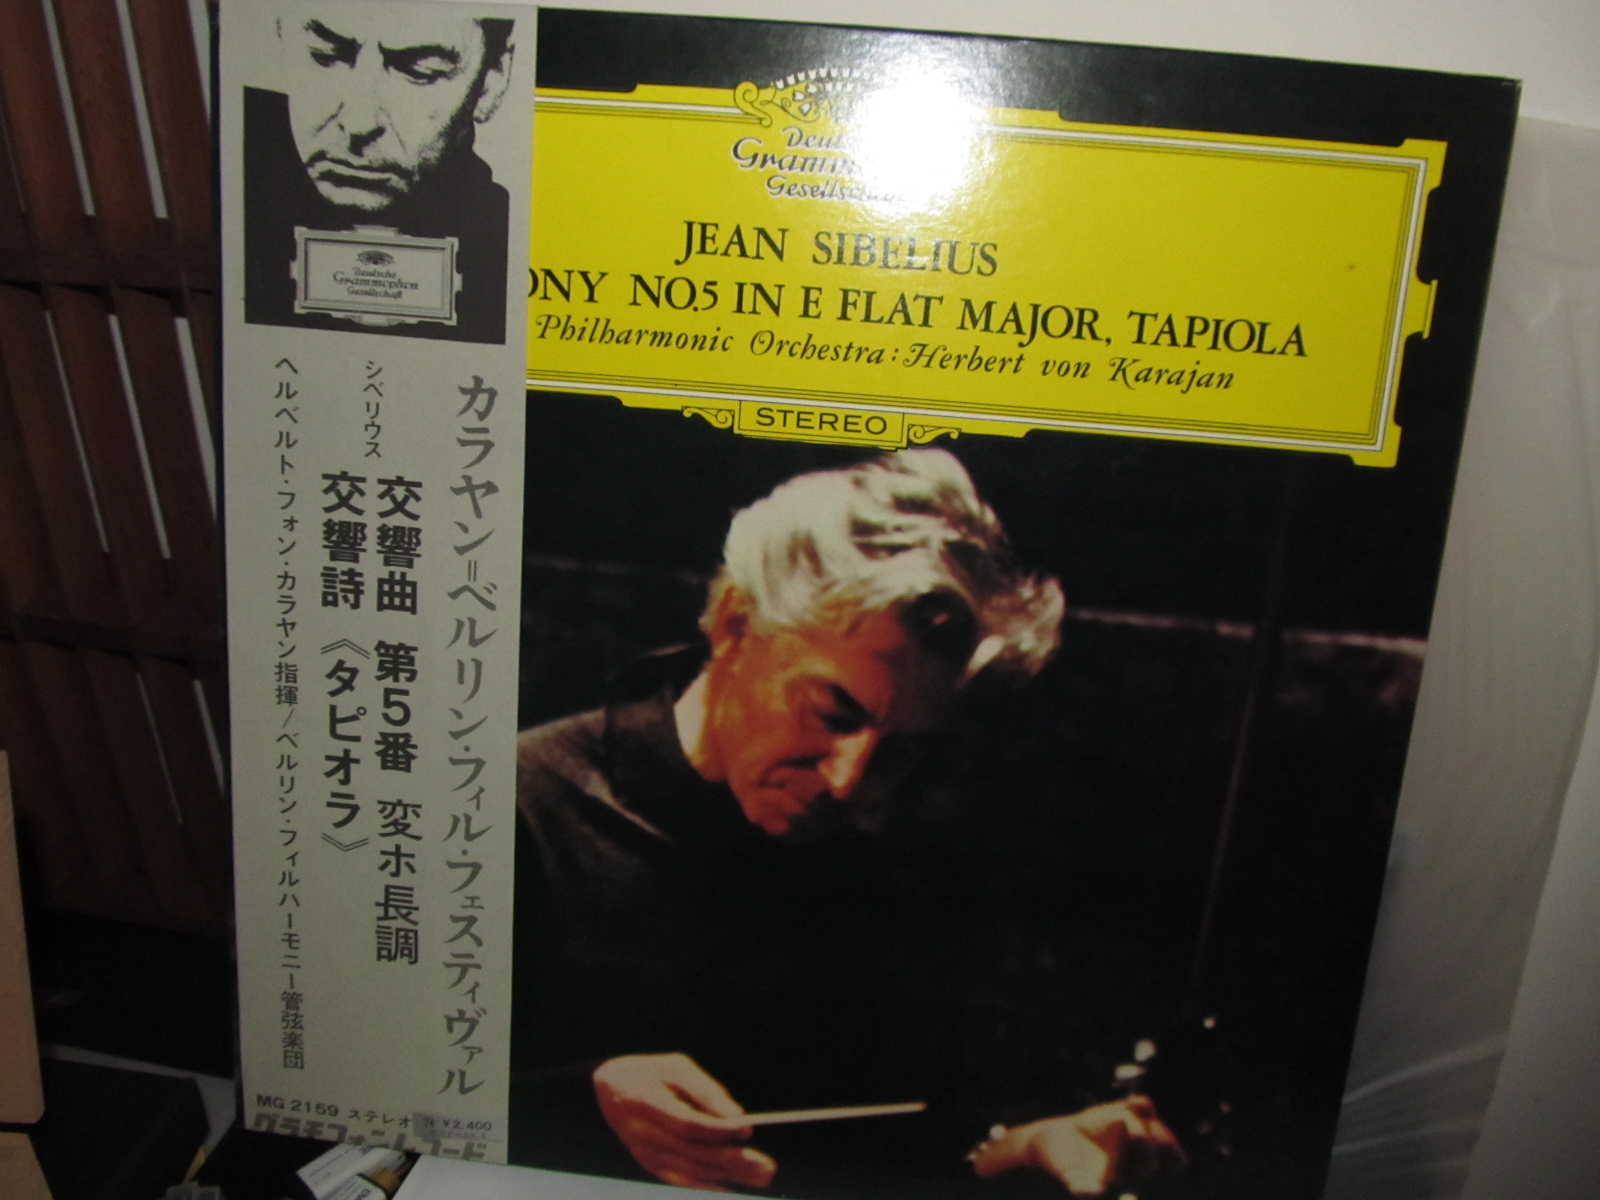 Deutsche
Grammophon
Gesellschaft
カラヤン=ベルリン・フィル・フェスティヴァル
シベリウス
交響曲 第5番 変ホ長調
交響詩《タピオラ》
ヘルベルト・フォン・カラヤン指揮/ベルリン・フィルハーモニー管弦楽団
MG 2159 ステレオ ¥2,400
グラモフォンレコード
Deut
Gramm
Gesellsc
JEAN SIBELIUS
ONY NO.5 IN E FLAT MAJOR, TAPIOLA
Philharmonic Orchestra: Herbert von Karajan
STEREO